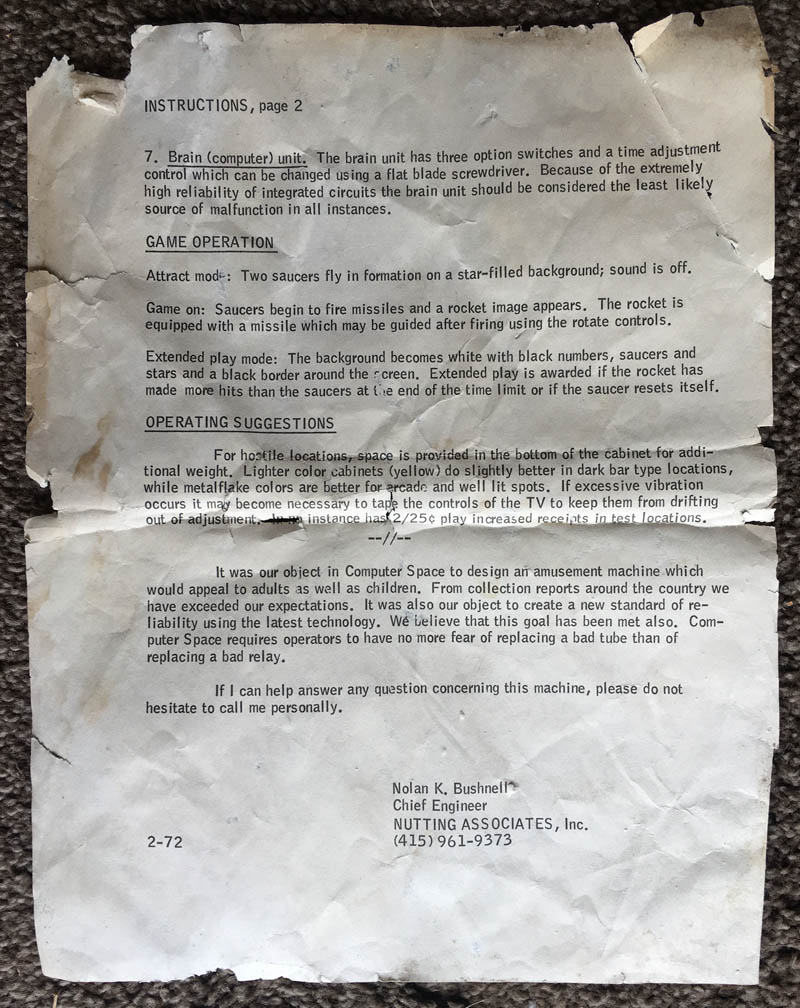 INSTRUCTIONS, page 2
7. Brain (computer) unit. The brain unit has three option switches and a time adjustment
control which can be changed using a flat blade screwdriver. Because of the extremely
high reliability of integrated circuits the brain unit should be considered the least likely
source of malfunction in all instances.
GAME OPERATION
Attract mode: Two saucers fly in formation on a star-filled background; sound is off.
Game on: Saucers begin to fire missiles and a rocket image appears. The rocket is
equipped with a missile which may be guided after firing using the rotate controls.
Extended play mode: The background becomes white with black numbers, saucers and
stars and a black border around the screen. Extended play is awarded if the rocket has
made more hits than the saucers at the end of the time limit or if the saucer resets itself.
OPERATING SUGGESTIONS
For hostile locations, space is provided in the bottom of the cabinet for addi-
tional weight. Lighter color cabinets (yellow) do slightly better in dark bar type locations,
while metalflake colors are better for arcade and well lit spots. If excessive vibration
occurs it may become necessary to tape the controls of the TV to keep them from drifting
out of adjustment. instance has 2/25¢ play increased receipts in test locations.
--//--
It was our object in Computer Space to design an amusement machine which
would appeal to adults as well as children. From collection reports around the country we
have exceeded our expectations. It was also our object to create a new standard of re-
liability using the latest technology. We believe that this goal has been met also. Com-
puter Space requires operators to have no more fear of replacing a bad tube than of
replacing a bad relay.
If I can help answer any question concerning this machine, please do not
hesitate to call me personally.
Nolan K. Bushnell
Chief Engineer
NUTTING ASSOCIATES, Inc.
2-72 (415) 961-9373